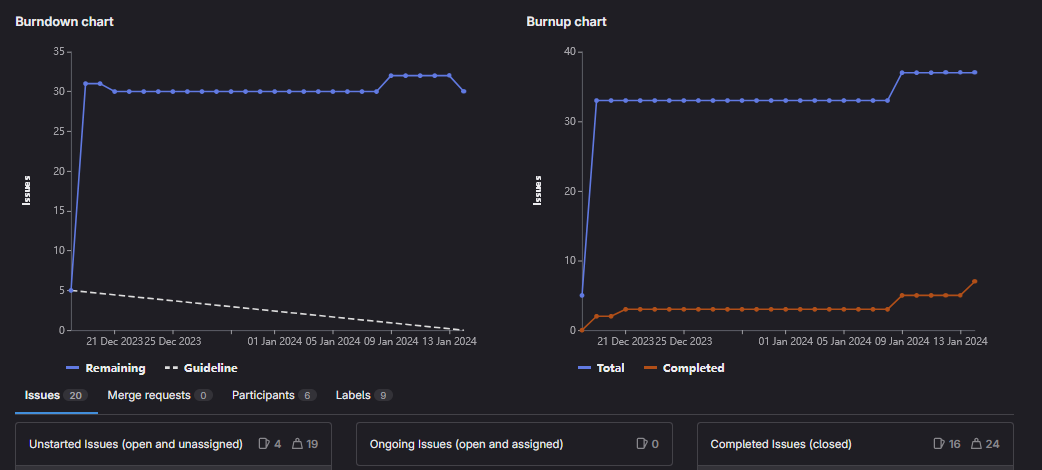 Burndown chart
Burnup chart
35
30
25
20
15
10
5
0
Issues
21 Dec 2023 25 Dec 2023 01 Jan 2024 05 Jan 2024 09 Jan 2024 13 Jan 2024
Remaining Guideline
40
30
20
10
0
Issues
21 Dec 2023 25 Dec 2023 01 Jan 2024 05 Jan 2024 09 Jan 2024 13 Jan 2024
Total Completed
Issues 20 Merge requests 0 Participants 6 Labels 9
Unstarted Issues (open and unassigned) 4 19
Ongoing Issues (open and assigned) 0
Completed Issues (closed) 16 24